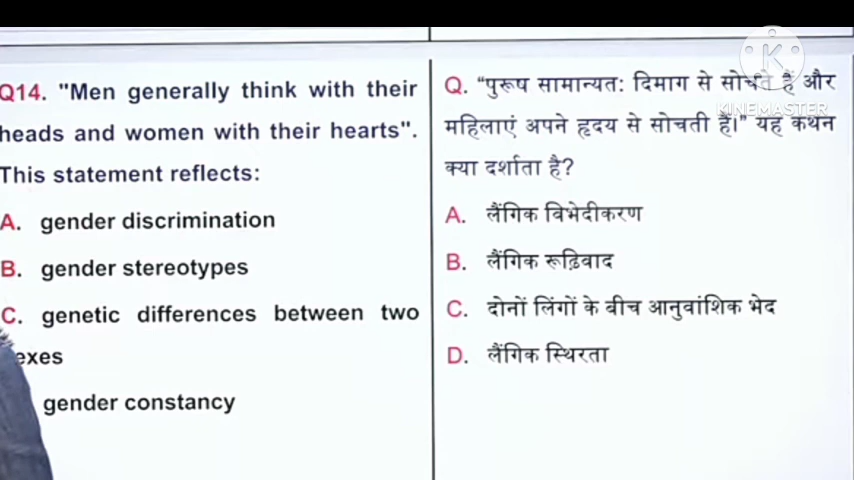 Q14. "Men generally think with their
heads and women with their hearts".
This statement reflects:
A. gender discrimination
B. gender stereotypes
C. genetic differences between two
exes
gender constancy
Q. "पुरूष सामान्यतः दिमाग से सोचते हैं और
महिलाएं अपने हृदय से सोचती हैं।" यह कथन
क्या दर्शाता है?
A. लैंगिक विभेदीकरण
B. लैंगिक रूढ़िवाद
C. दोनों लिंगों के बीच आनुवांशिक भेद
D. लैंगिक स्थिरता
K
KINEMASTER